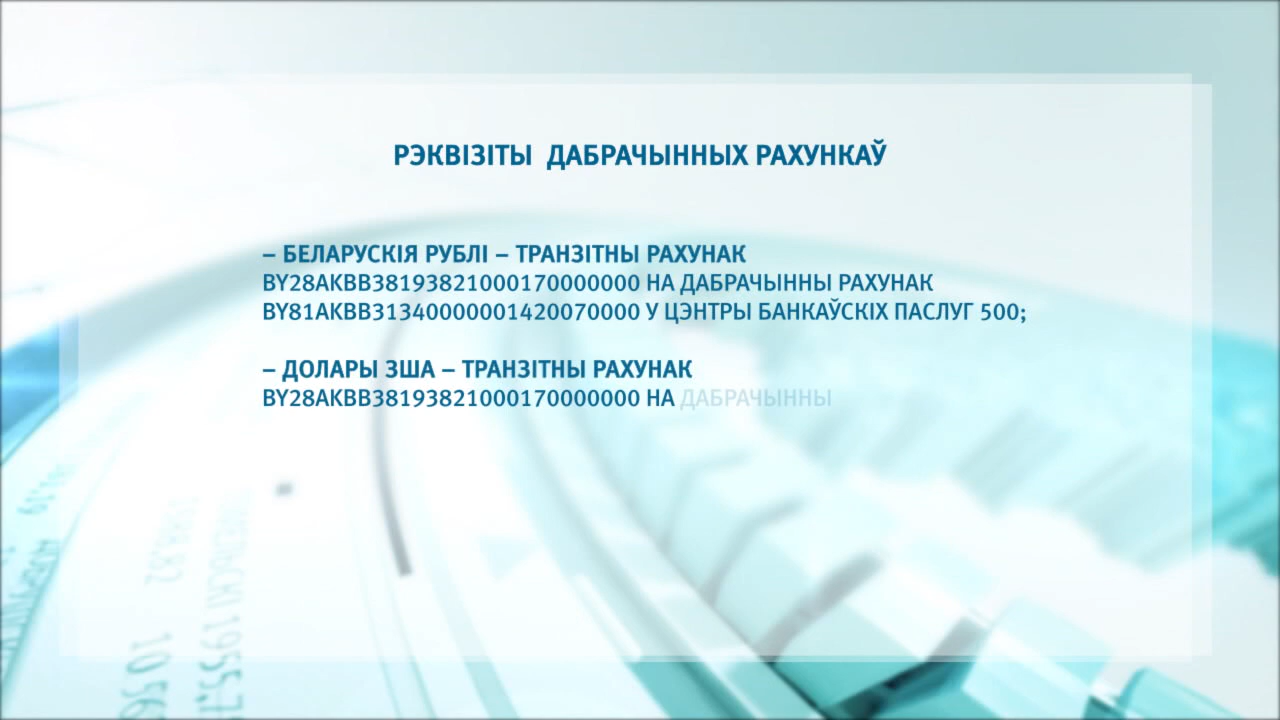 РЭКВІЗІТЫ ДАБРАЧЫННЫХ РАХУНКАЎ
– БЕЛАРУСКІЯ РУБЛІ – ТРАНЗІТНЫ РАХУНАК
BY28AKBB38193821000170000000 НА ДАБРАЧЫННЫ РАХУНАК
BY81AKBB31340000001420070000 У ЦЭНТРЫ БАНКАЎСКІХ ПАСЛУГ 500;
– ДОЛАРЫ ЗША – ТРАНЗІТНЫ РАХУНАК
BY28AKBB38193821000170000000 НА ДАБРАЧЫННЫ